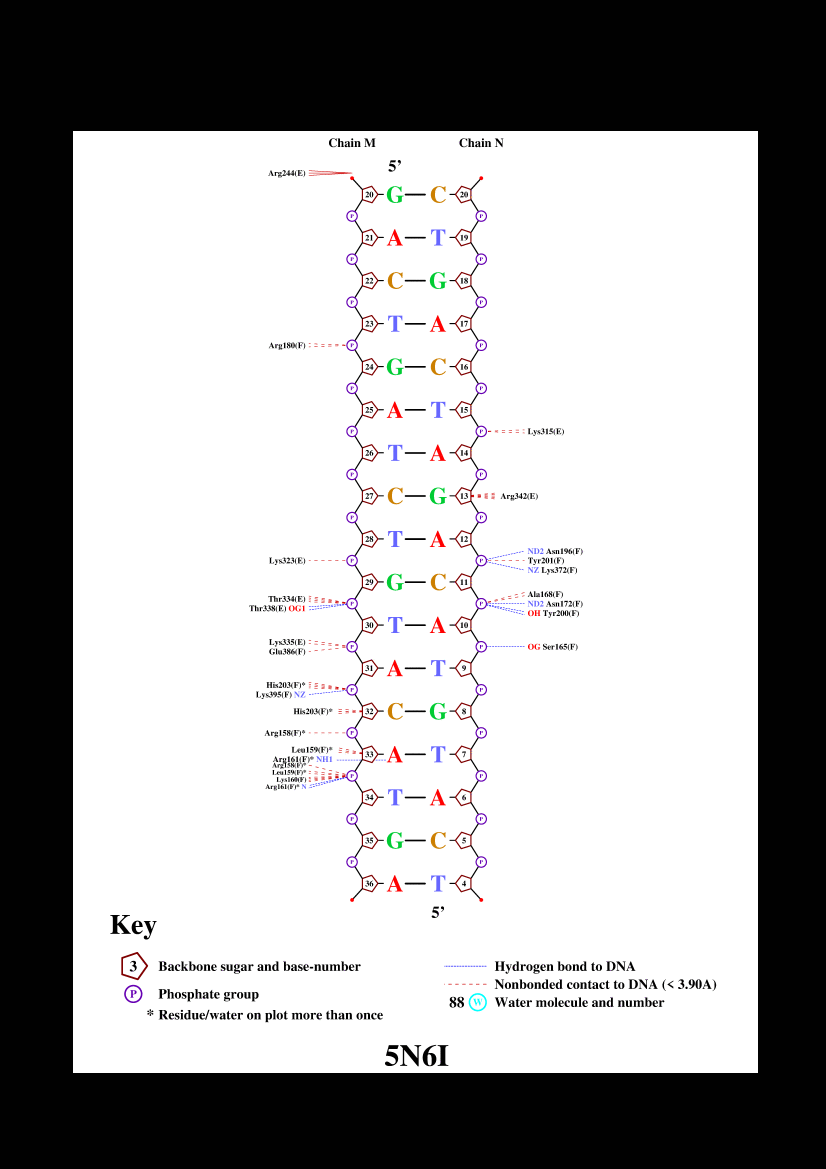 Chain M Chain N
5’
Arg244(E)
20 G C 20
P P
21 A T 19
P P
22 C G 18
P P
23 T A 17
Arg180(F) P P
24 G C 16
P P
25 A T 15
P P Lys315(E)
26 T A 14
P P
27 C G 13 Arg342(E)
P P
28 T A 12
ND2 Asn196(F)
Lys323(E) P P Tyr201(F)
NZ Lys372(F)
29 G C 11
Ala168(F)
Thr334(E) P P ND2 Asn172(F)
Thr338(E) OG1 OH Tyr200(F)
30 T A 10
Lys335(E) P P OG Ser165(F)
Glu386(F)
31 A T 9
His203(F)* P P
Lys395(F) NZ
His203(F)* 32 C G 8
Arg158(F)* P P
Leu159(F)* 33 A T 7
Arg161(F)* NH1
Arg158(F)*
Leu159(F)* P P
Lys160(F)
Arg161(F)* N
34 T A 6
P P
35 G C 5
P P
36 A T 4
5’
Key
3 Backbone sugar and base-number
P Phosphate group
* Residue/water on plot more than once
Hydrogen bond to DNA
Nonbonded contact to DNA (< 3.90A)
88 W Water molecule and number
5N6I